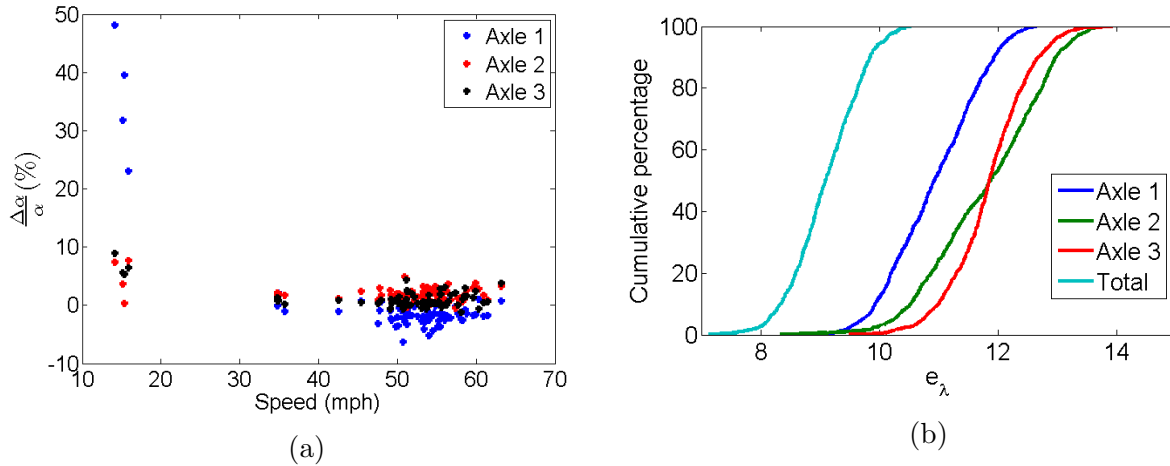 50
40
30
20
10
0
-10
Δα/α (%)
Axle 1
Axle 2
Axle 3
10 20 30 40 50 60 70
Speed (mph)
(a)
100
80
60
40
20
0
Cumulative percentage
Axle 1
Axle 2
Axle 3
Total
8 10 12 14
e_λ
(b)